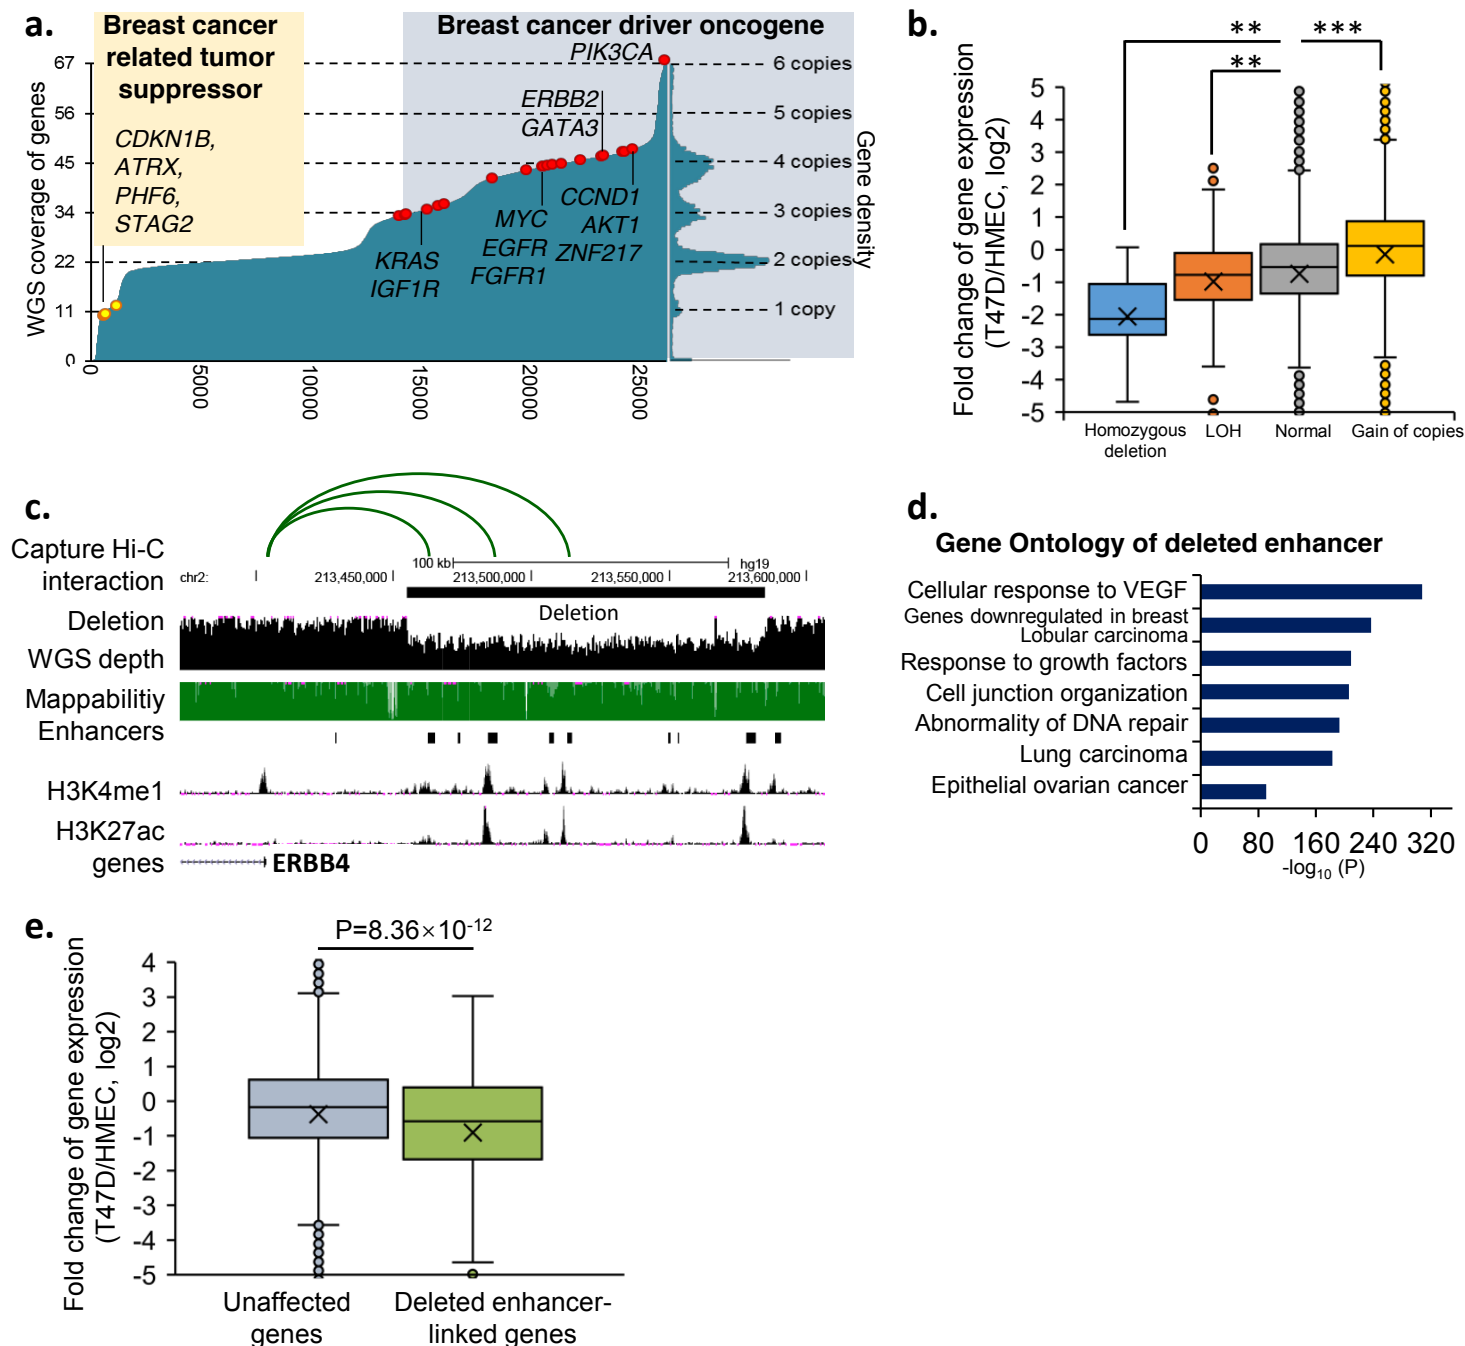 a.
Breast cancer
related tumor
suppressor
Breast cancer driver oncogene
CDKN1B,
ATRX,
PHF6,
STAG2
PIK3CA
ERBB2
GATA3
CCND1
AKT1
ZNF217
MYC
EGFR
FGFR1
KRAS
IGF1R
WGS coverage of genes
67
56
45
34
22
11
0
0
5000
10000
15000
20000
25000
6 copies
5 copies
4 copies
3 copies
2 copies
1 copy
Gene density
b.
** ***
**
Fold change of gene expression
(T47D/HMEC, log2)
5
4
3
2
1
0
-1
-2
-3
-4
-5
Homozygous
deletion
LOH
Normal
Gain of copies
c.
Capture Hi-C
interaction
100 kb
hg19
chr2:
213,450,000
213,500,000
213,550,000
213,600,000
Deletion
Deletion
WGS depth
Mappabilitiy
Enhancers
H3K4me1
H3K27ac
genes
ERBB4
d.
Gene Ontology of deleted enhancer
Cellular response to VEGF
Genes downregulated in breast
Lobular carcinoma
Response to growth factors
Cell junction organization
Abnormality of DNA repair
Lung carcinoma
Epithelial ovarian cancer
0 80 160 240 320
-log10 (P)
e.
P=8.36×10-12
Fold change of gene expression
(T47D/HMEC, log2)
4
3
2
1
0
-1
-2
-3
-4
-5
Unaffected
genes
Deleted enhancer-
linked genes